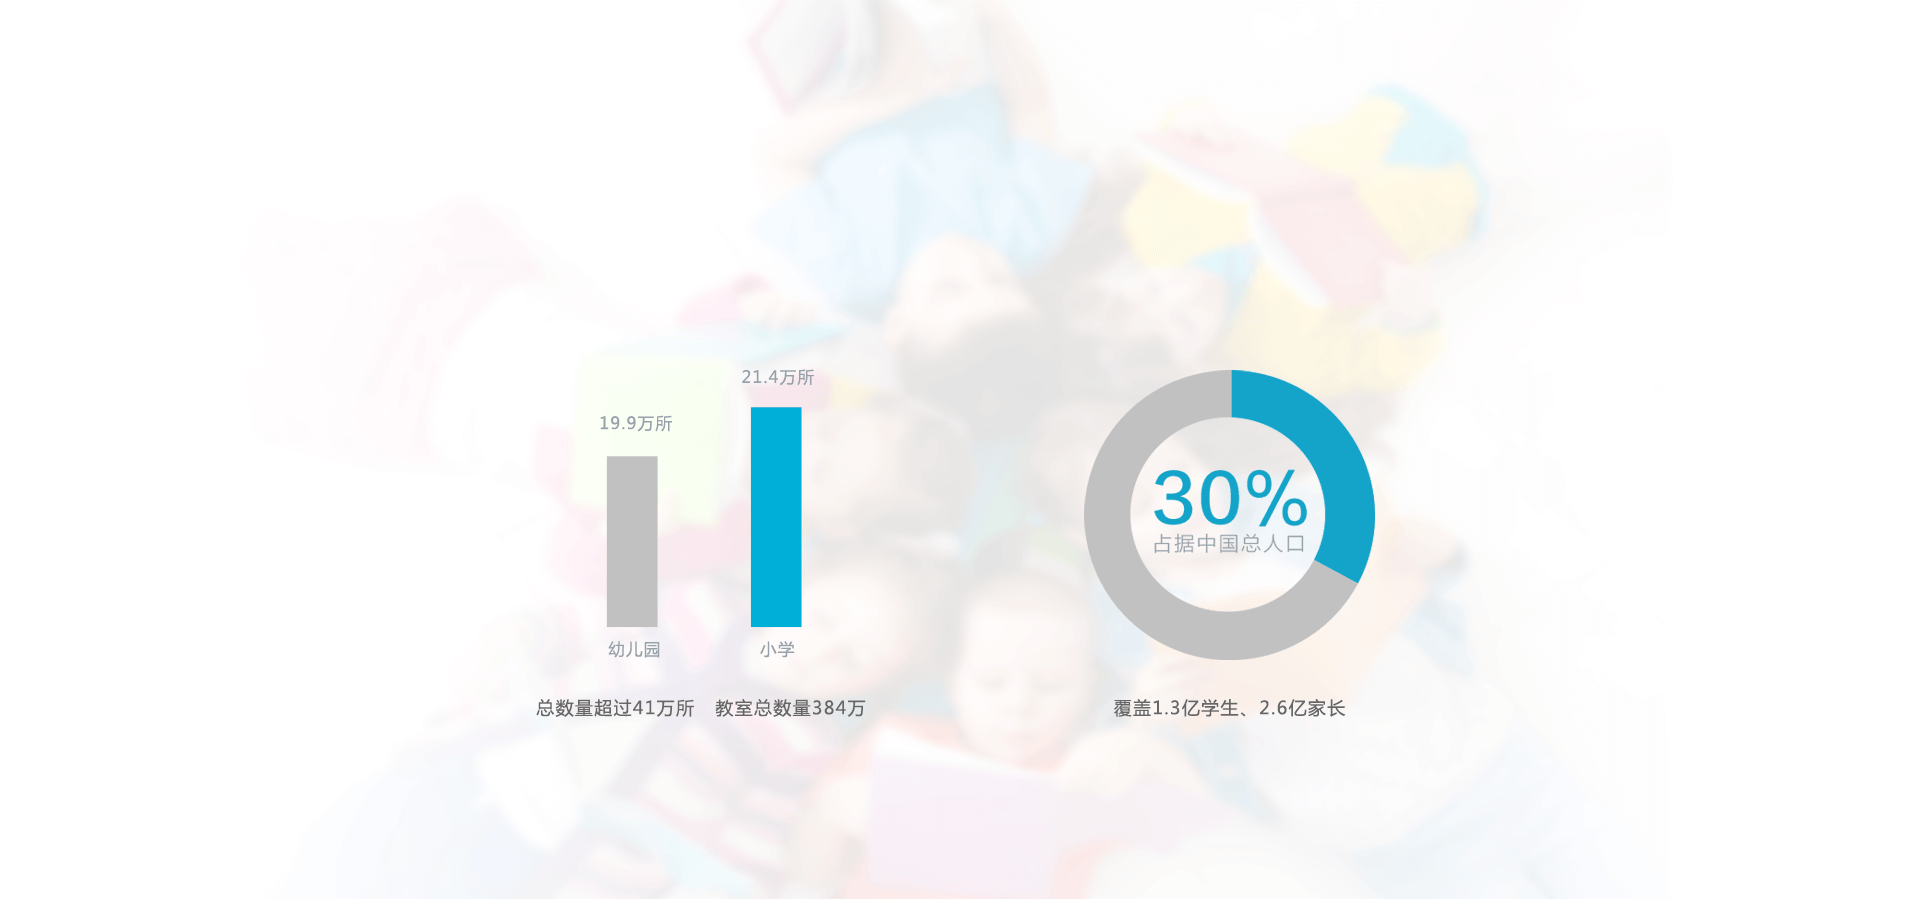 21.4万所
19.9万所
幼儿园
小学
总数量超过41万所 教室总数量384万
30%
占据中国总人口
覆盖1.3亿学生、2.6亿家长